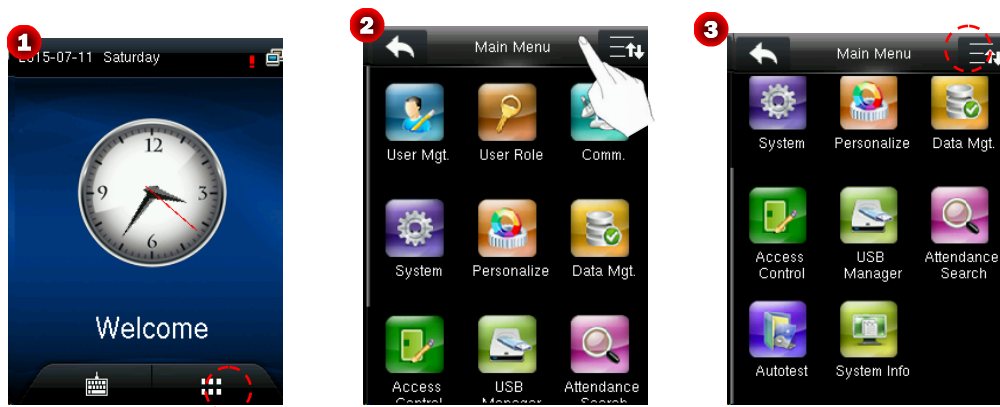 1
2015-07-11 Saturday
12
9
3
6
Welcome
2
Main Menu
User Mgt.
User Role
Comm.
System
Personalize
Data Mgt.
Access
Control
USB
Manager
Attendance
Search
3
Main Menu
System
Personalize
Data Mgt.
Access
Control
USB
Manager
Attendance
Search
Autotest
System Info